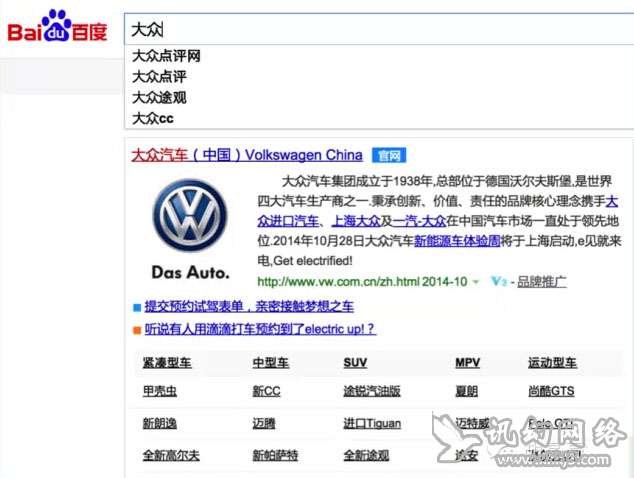 Bai du 百度
大众
大众点评网
大众点评
大众途观
大众cc
大众汽车（中国）Volkswagen China 官网
大众汽车集团成立于1938年,总部位于德国沃尔夫斯堡,是世界
四大汽车生产商之一.秉承创新、价值、责任的品牌核心理念携手大
众进口汽车、上海大众及一汽-大众在中国汽车市场一直处于领先地
位.2014年10月28日大众汽车新能源车体验周将于上海启动,e见就来
电,Get electrified!
Das Auto.
http://www.vw.com.cn/zh.html 2014-10 V3 - 品牌推广
提交预约试驾表单，亲密接触梦想之车
听说有人用滴滴打车预约到了electric up!？
紧凑型车 中型车 SUV MPV 运动型车
甲壳虫 新CC 途锐汽油版 夏朗 尚酷GTS
新朗逸 迈腾 进口Tiguan 迈特威 Polo GTI
全新高尔夫 新帕萨特 全新途观 途安
讯幻网络